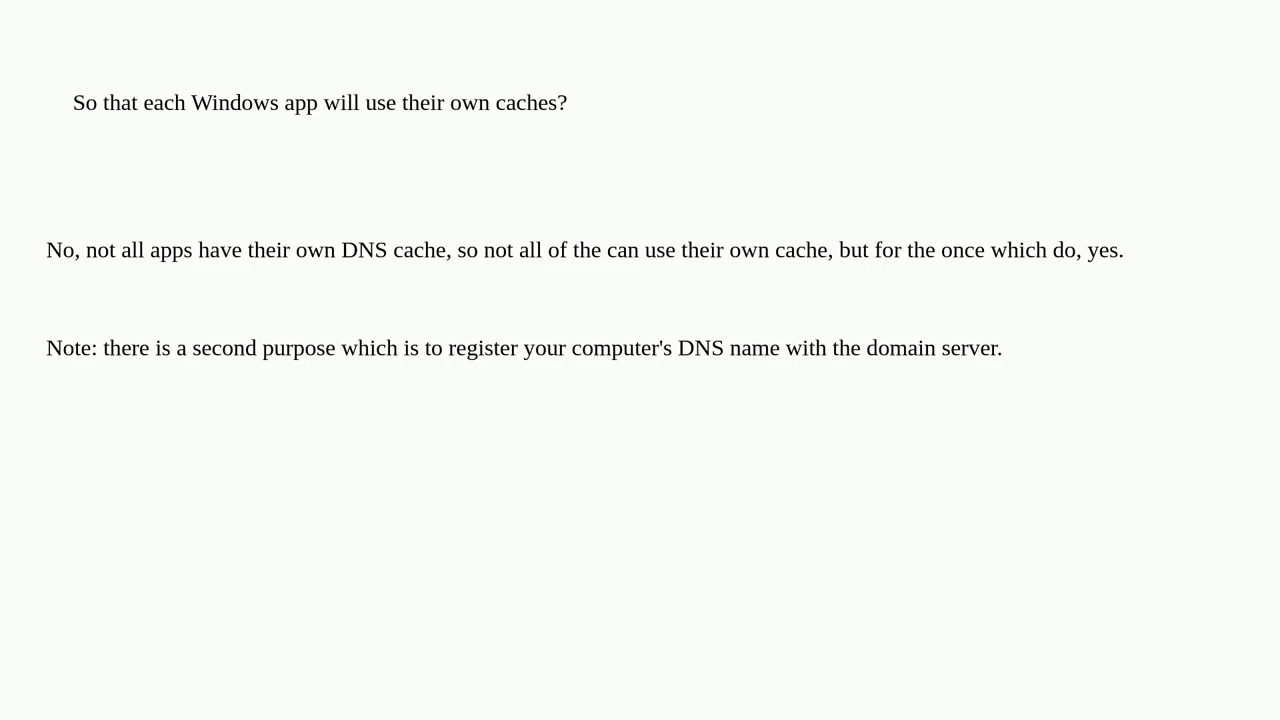 So that each Windows app will use their own caches?
No, not all apps have their own DNS cache, so not all of the can use their own cache, but for the once which do, yes.
Note: there is a second purpose which is to register your computer's DNS name with the domain server.